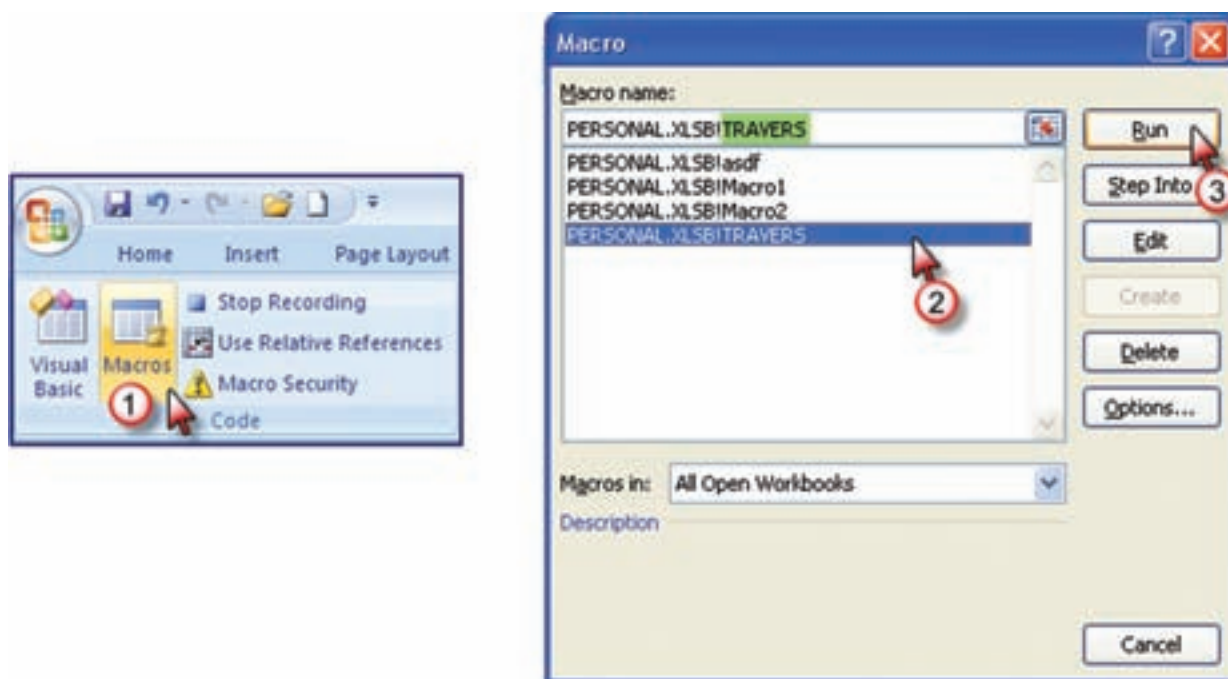 Home Insert Page Layout
Visual Basic
Macros
Stop Recording
Use Relative References
Macro Security
Code
1
Macro
?
Macro name:
PERSONAL.XLSB!TRAVERS
PERSONAL.XLSB!asdf
PERSONAL.XLSB!Macro1
PERSONAL.XLSB!Macro2
PERSONAL.XLSB!TRAVERS
2
Run
3
Step Into
Edit
Create
Delete
Options...
Macros in: All Open Workbooks
Description
Cancel